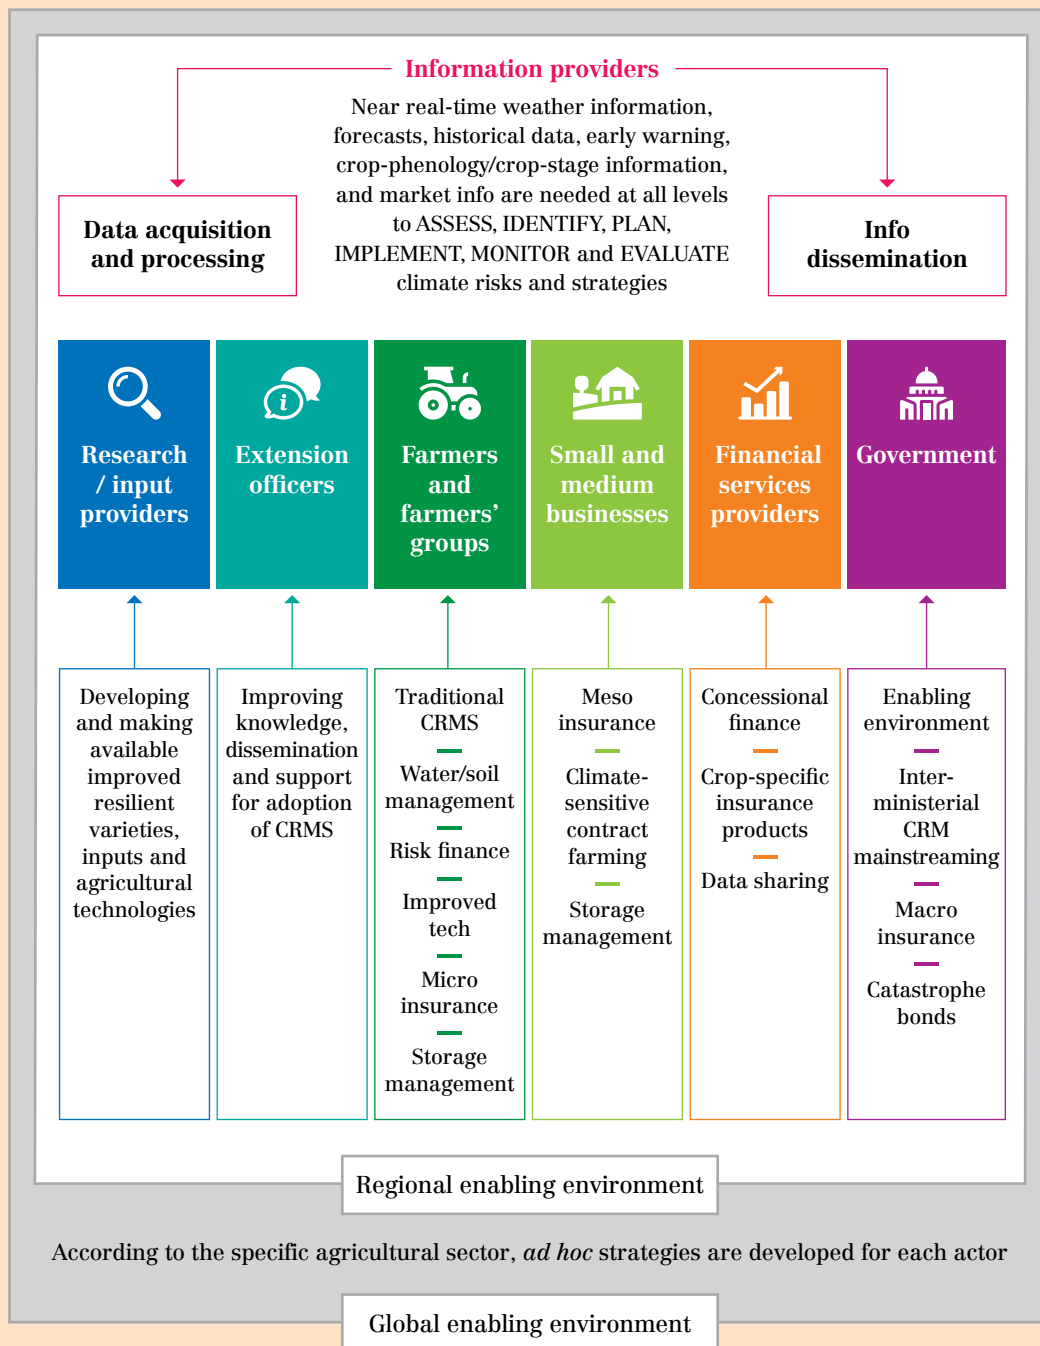 Information providers
Near real-time weather information,
forecasts, historical data, early warning,
crop-phenology/crop-stage information,
and market info are needed at all levels
to ASSESS, IDENTIFY, PLAN,
IMPLEMENT, MONITOR and EVALUATE
climate risks and strategies
Data acquisition
and processing
Info
dissemination
Research
/ input
providers
Extension
officers
Farmers
and
farmers’
groups
Small and
medium
businesses
Financial
services
providers
Government
Developing
and making
available
improved
resilient
varieties,
inputs and
agricultural
technologies
Improving
knowledge,
dissemination
and support
for adoption
of CRMS
Traditional
CRMS
Water/soil
management
Risk finance
Improved
tech
Micro
insurance
Storage
management
Meso
insurance
Climate-
sensitive
contract
farming
Storage
management
Concessional
finance
Crop-specific
insurance
products
Data sharing
Enabling
environment
Inter-
ministerial
CRM
mainstreaming
Macro
insurance
Catastrophe
bonds
Regional enabling environment
According to the specific agricultural sector, ad hoc strategies are developed for each actor
Global enabling environment